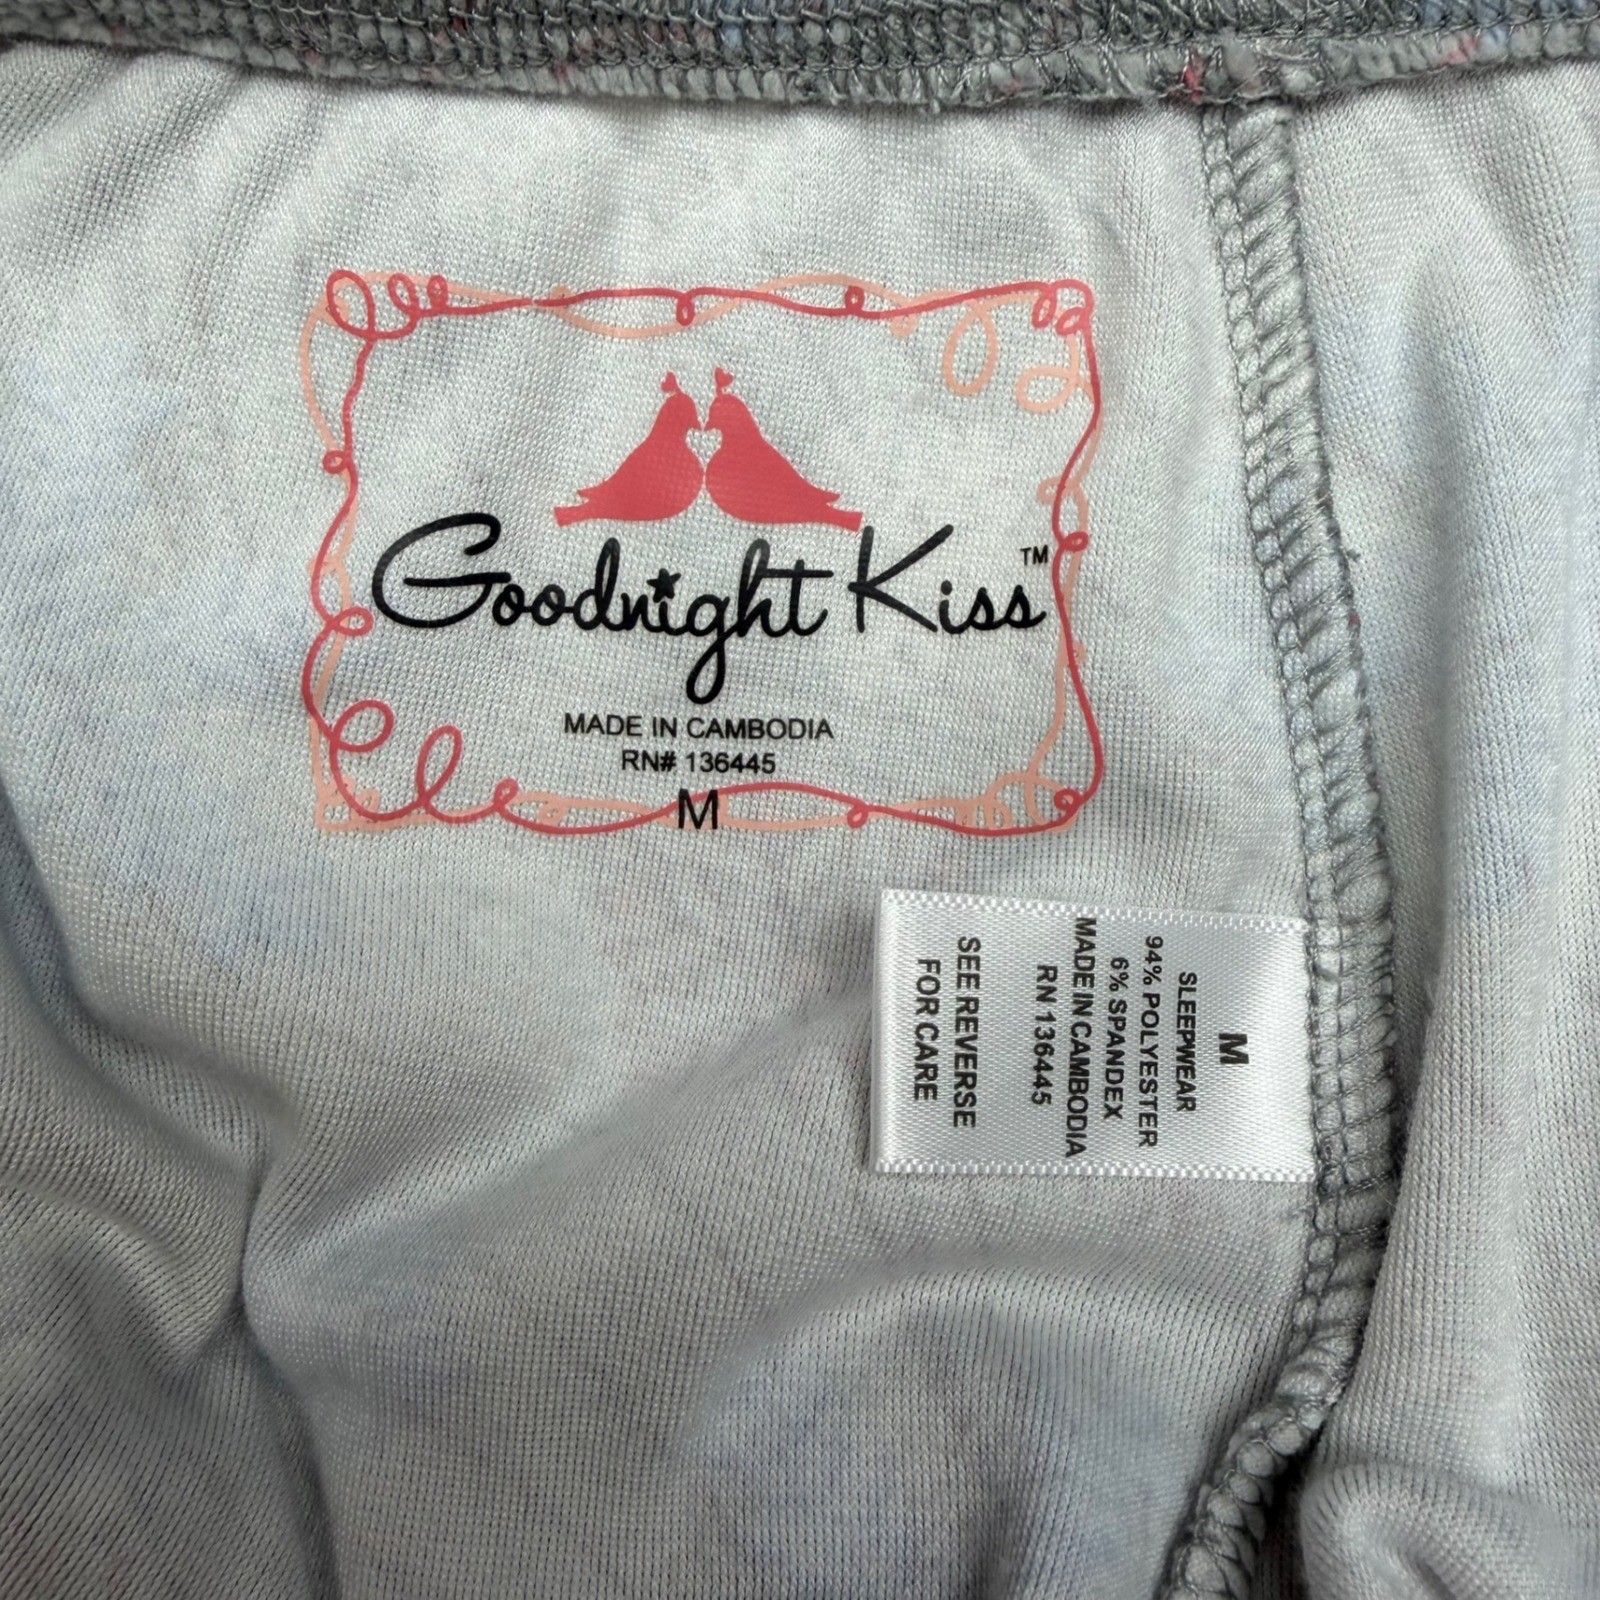 Goodnight Kiss™
MADE IN CAMBODIA
RN# 136445
M
M
SLEEPWEAR
94% POLYESTER
6% SPANDEX
MADE IN CAMBODIA
RN 136445
SEE REVERSE
FOR CARE